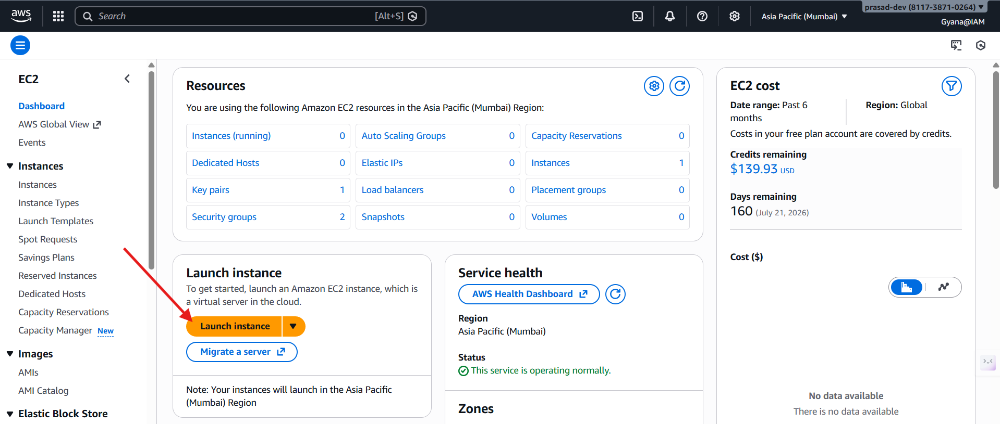 aws
Search
[Alt+S]
Asia Pacific (Mumbai)
prasad-dev (8117-3871-0264)
Gyana@IAM
EC2
Dashboard
AWS Global View
Events
Instances
Instances
Instance Types
Launch Templates
Spot Requests
Savings Plans
Reserved Instances
Dedicated Hosts
Capacity Reservations
Capacity Manager New
Images
AMIs
AMI Catalog
Elastic Block Store
Resources
You are using the following Amazon EC2 resources in the Asia Pacific (Mumbai) Region:
Instances (running) 0
Auto Scaling Groups 0
Capacity Reservations 0
Dedicated Hosts 0
Elastic IPs 0
Instances 1
Key pairs 1
Load balancers 0
Placement groups 0
Security groups 2
Snapshots 0
Volumes 0
Launch instance
To get started, launch an Amazon EC2 instance, which is
a virtual server in the cloud.
Launch instance
Migrate a server
Note: Your instances will launch in the Asia Pacific
(Mumbai) Region
Service health
AWS Health Dashboard
Region
Asia Pacific (Mumbai)
Status
This service is operating normally.
Zones
EC2 cost
Date range: Past 6
months
Region: Global
Costs in your free plan account are covered by credits.
Credits remaining
$139.93 USD
Days remaining
160 (July 21, 2026)
Cost ($)
No data available
There is no data available